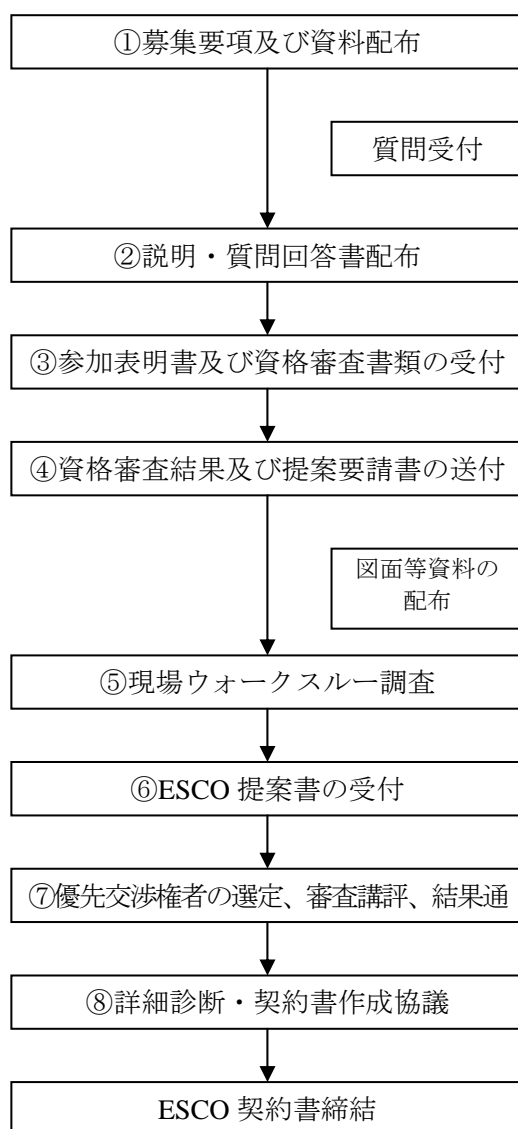 ①募集要項及び資料配布
質問受付
②説明・質問回答書配布
③参加表明書及び資格審査書類の受付
④資格審査結果及び提案要請書の送付
図面等資料の
配布
⑤現場ウォークスルー調査
⑥ESCO 提案書の受付
⑦優先交渉権者の選定、審査講評、結果通
⑧詳細診断・契約書作成協議
ESCO 契約書締結